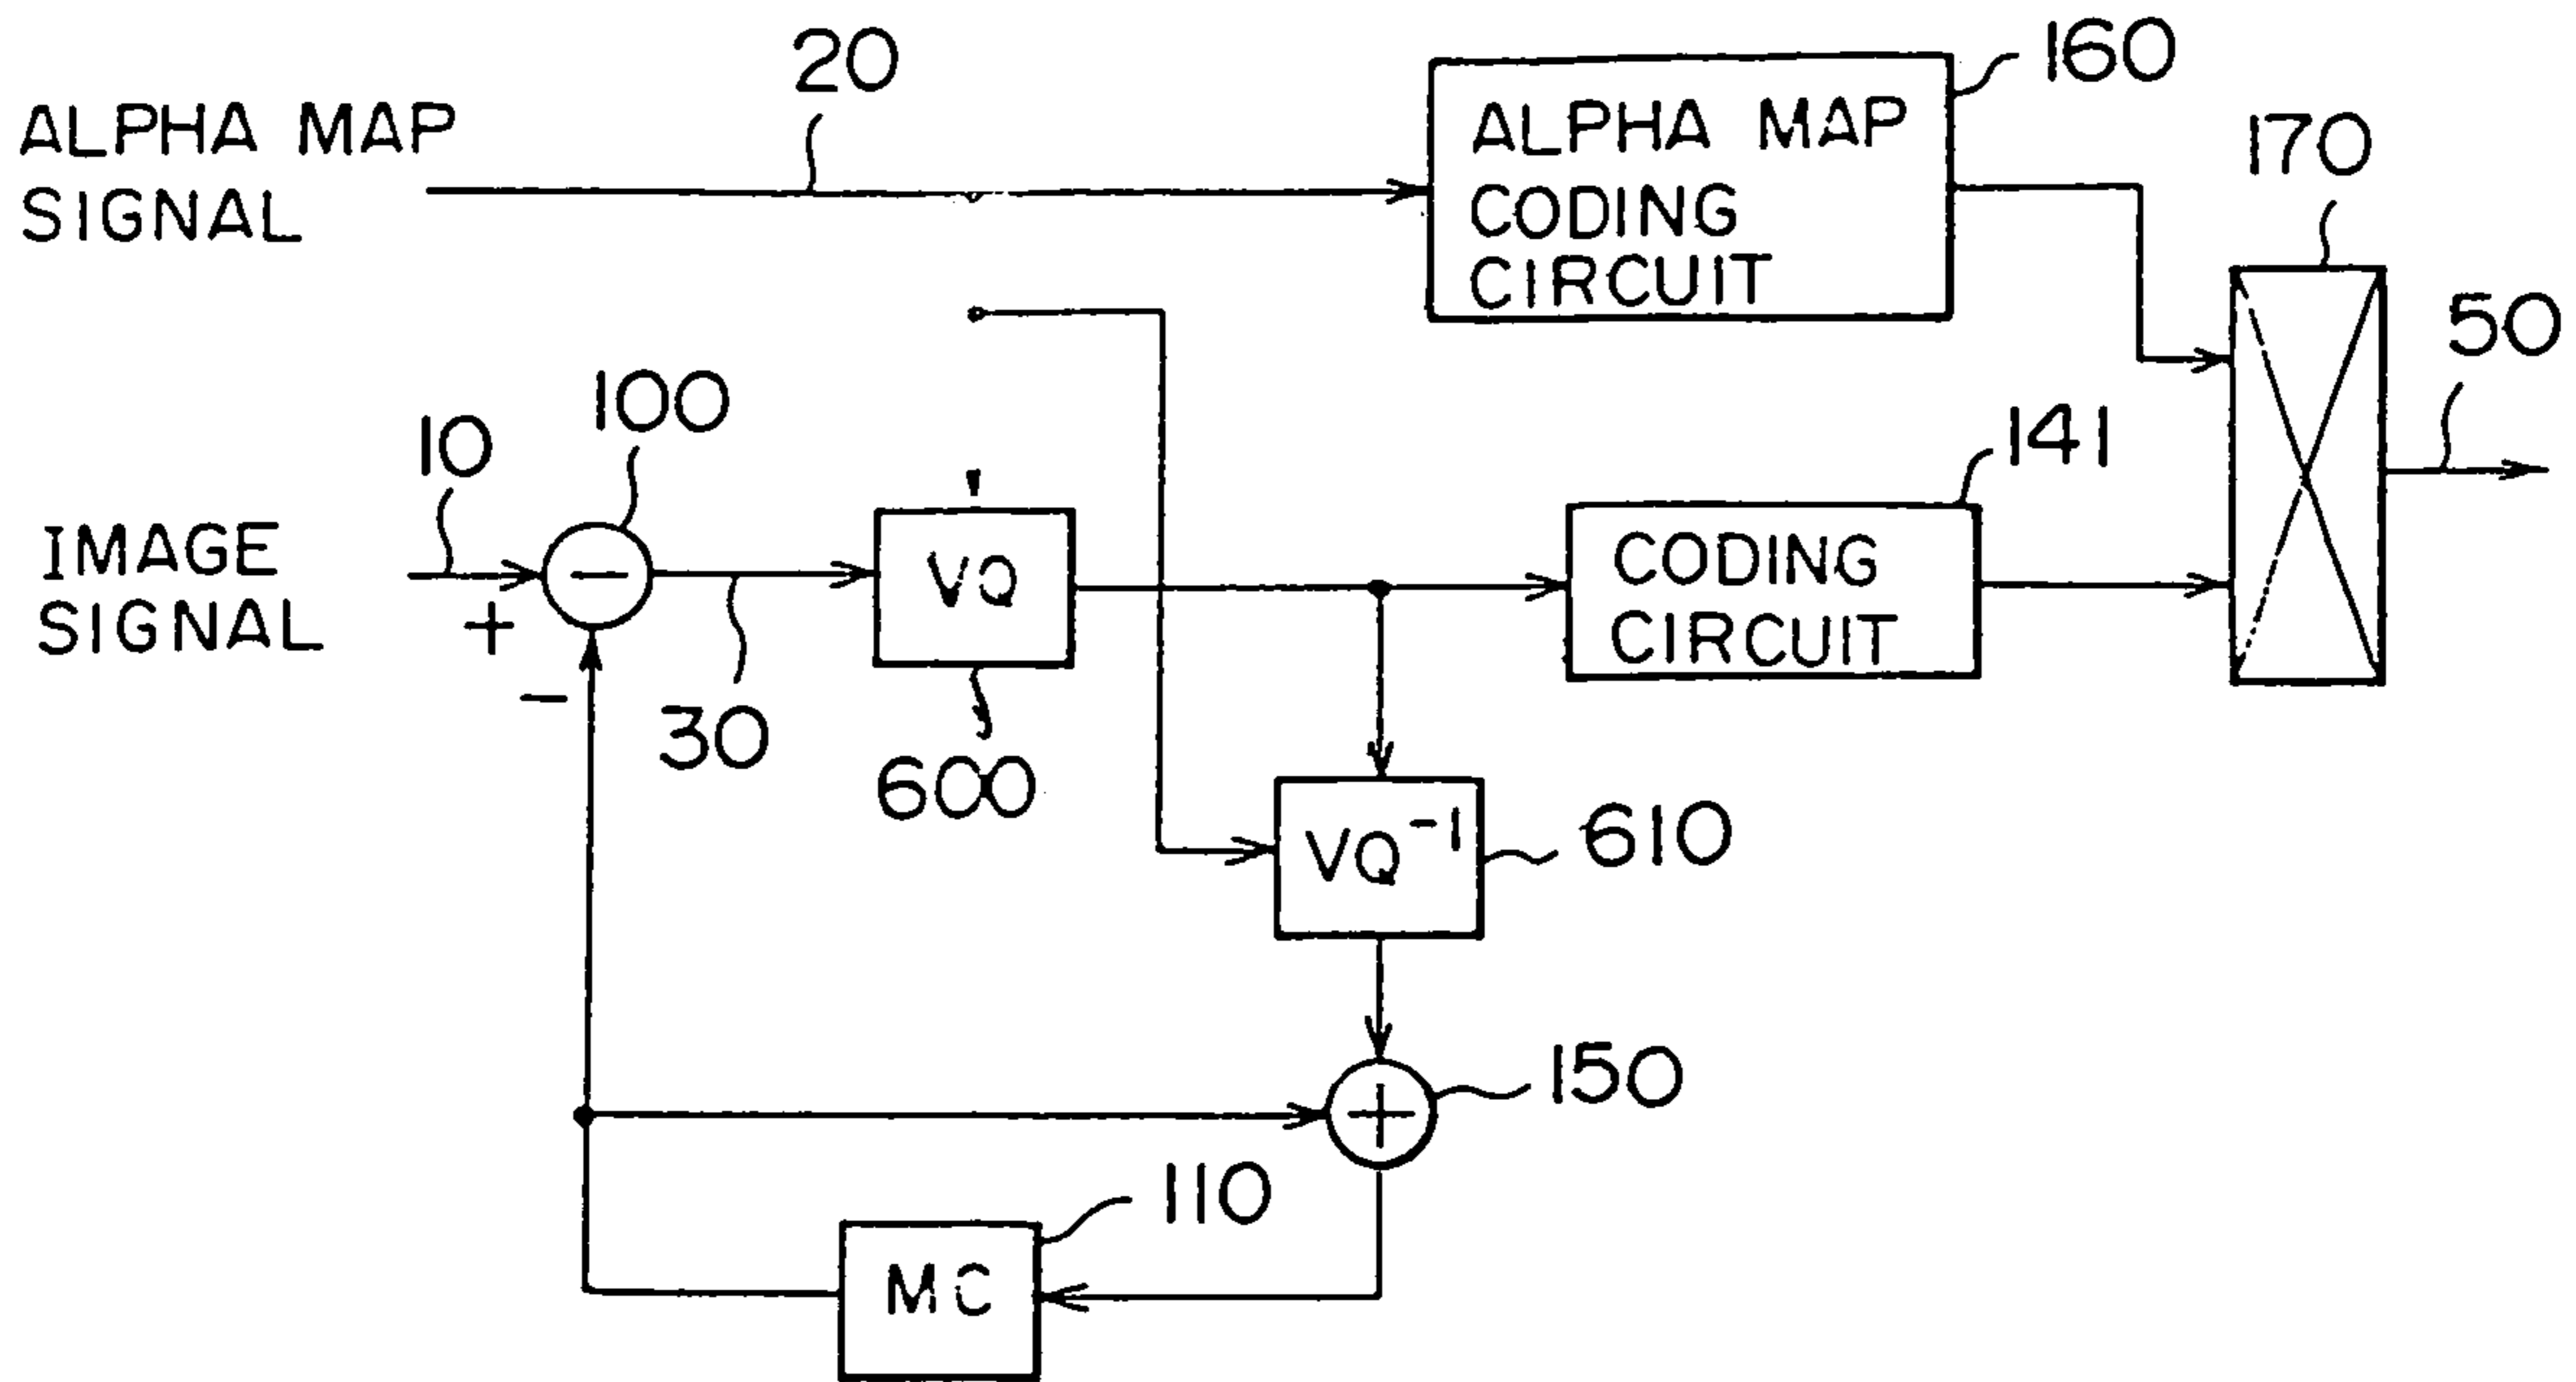 20
160
ALPHA MAP
SIGNAL
ALPHA MAP
CODING
CIRCUIT
170
50
10
100
141
IMAGE
SIGNAL
+
−
−
30
VQ
600
CODING
CIRCUIT
VQ⁻¹
610
+
150
110
MC